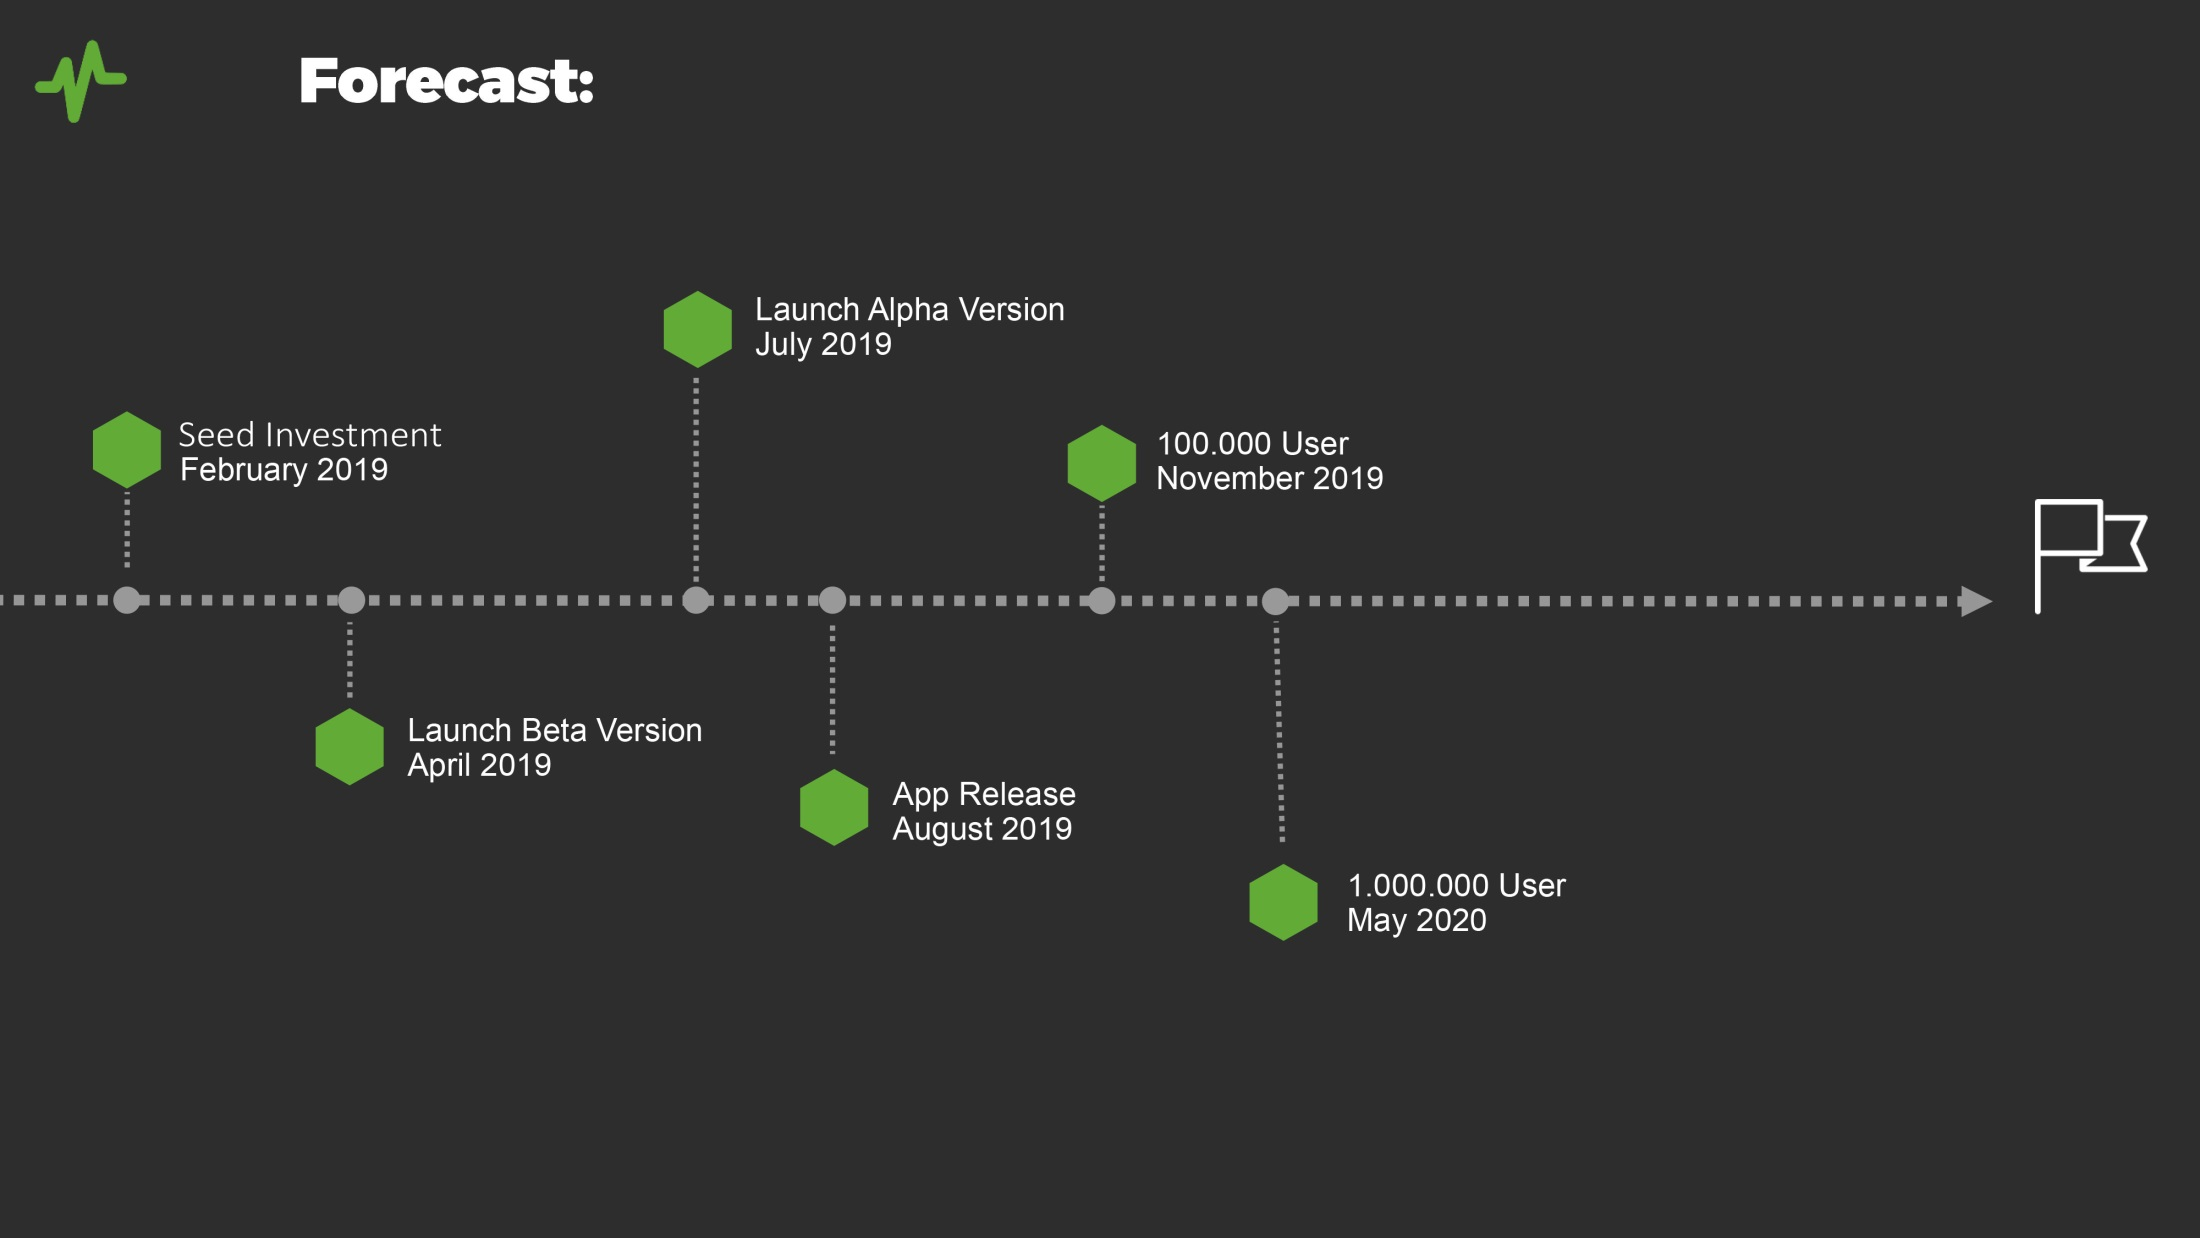 Forecast:
Seed Investment
February 2019
Launch Beta Version
April 2019
Launch Alpha Version
July 2019
App Release
August 2019
100.000 User
November 2019
1.000.000 User
May 2020